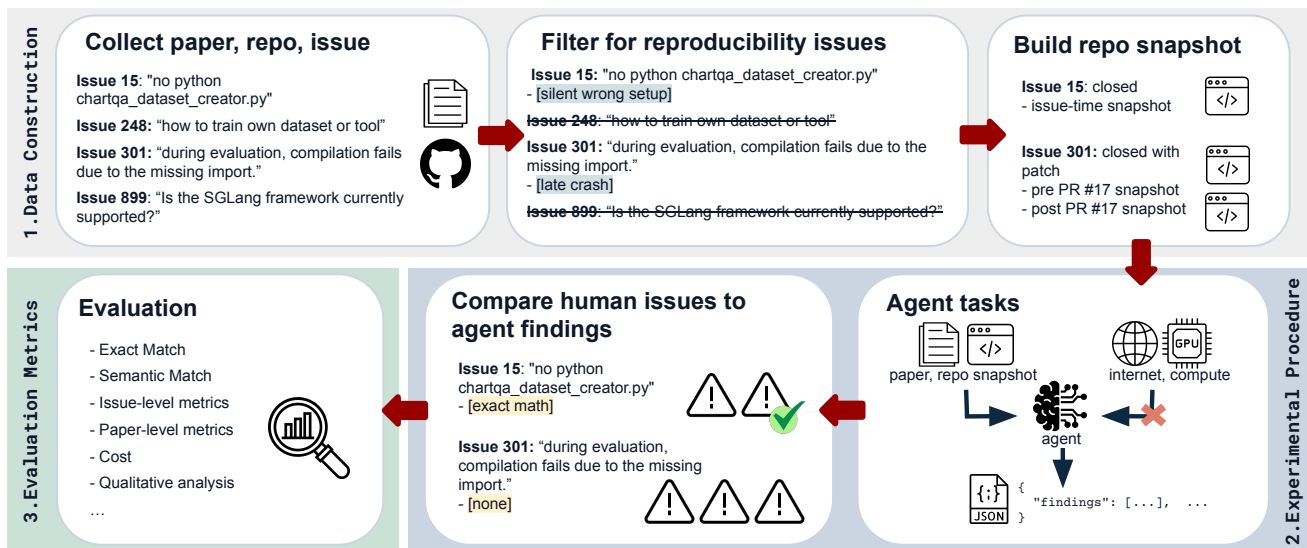 1.Data Construction
Collect paper, repo, issue
Issue 15: "no python
chartqa_dataset_creator.py"
Issue 248: “how to train own dataset or tool”
Issue 301: “during evaluation, compilation fails
due to the missing import.”
Issue 899: “Is the SGLang framework currently
supported?”
Filter for reproducibility issues
Issue 15: "no python chartqa_dataset_creator.py"
- [silent wrong setup]
Issue 248: “how to train own dataset or tool”
Issue 301: “during evaluation, compilation fails due to the
missing import.”
- [late crash]
Issue 899: “Is the SGLang framework currently supported?”
Build repo snapshot
Issue 15: closed
- issue-time snapshot
Issue 301: closed with
patch
- pre PR #17 snapshot
- post PR #17 snapshot
</>
</>
</>
2.Experimental Procedure
Agent tasks
</>
GPU
paper, repo snapshot
internet, compute
agent
{;}
JSON
{
"findings": [...], ...
}
Compare human issues to
agent findings
Issue 15: "no python
chartqa_dataset_creator.py"
- [exact math]
Issue 301: “during evaluation,
compilation fails due to the missing
import.”
- [none]
3.Evaluation Metrics
Evaluation
- Exact Match
- Semantic Match
- Issue-level metrics
- Paper-level metrics
- Cost
- Qualitative analysis
…